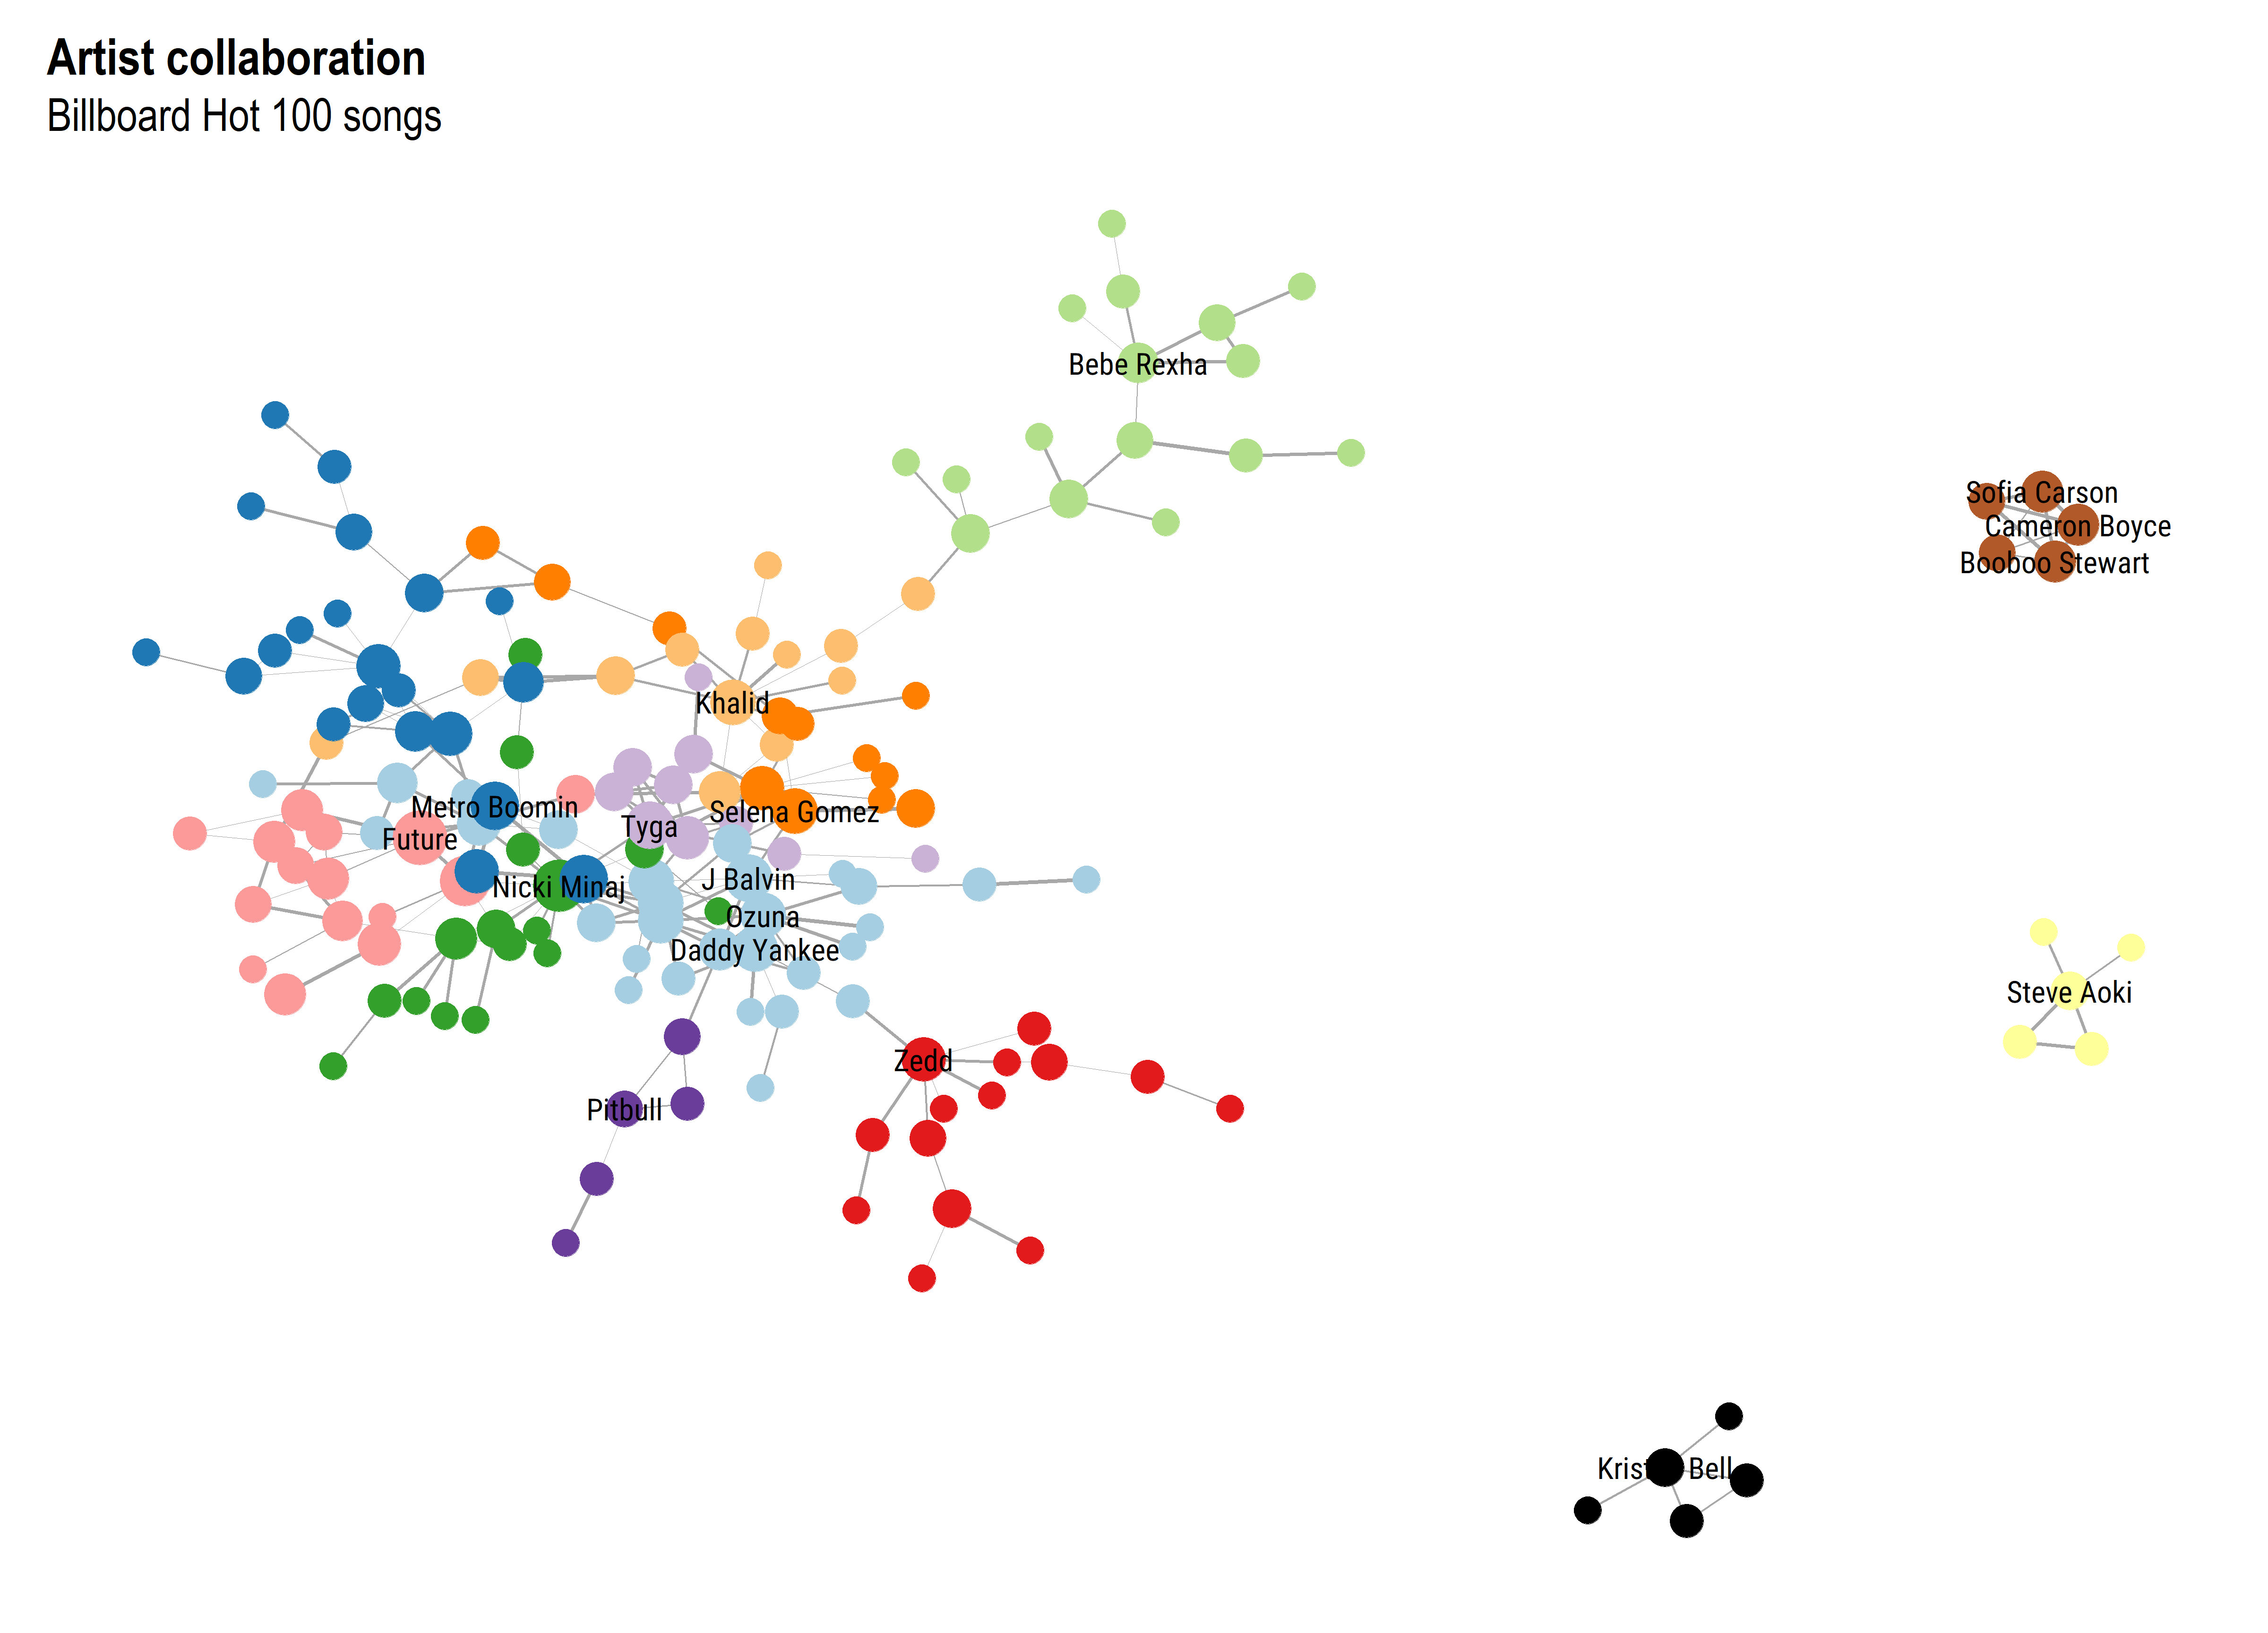 Artist collaboration
Billboard Hot 100 songs
Bebe Rexha
Sofia Carson
Cameron Boyce
Booboo Stewart
Khalid
Metro Boomin
Selena Gomez
Tyga
Future
J Balvin
Nicki Minaj
Ozuna
Daddy Yankee
Steve Aoki
Zedd
Pitbull
Krist Bell